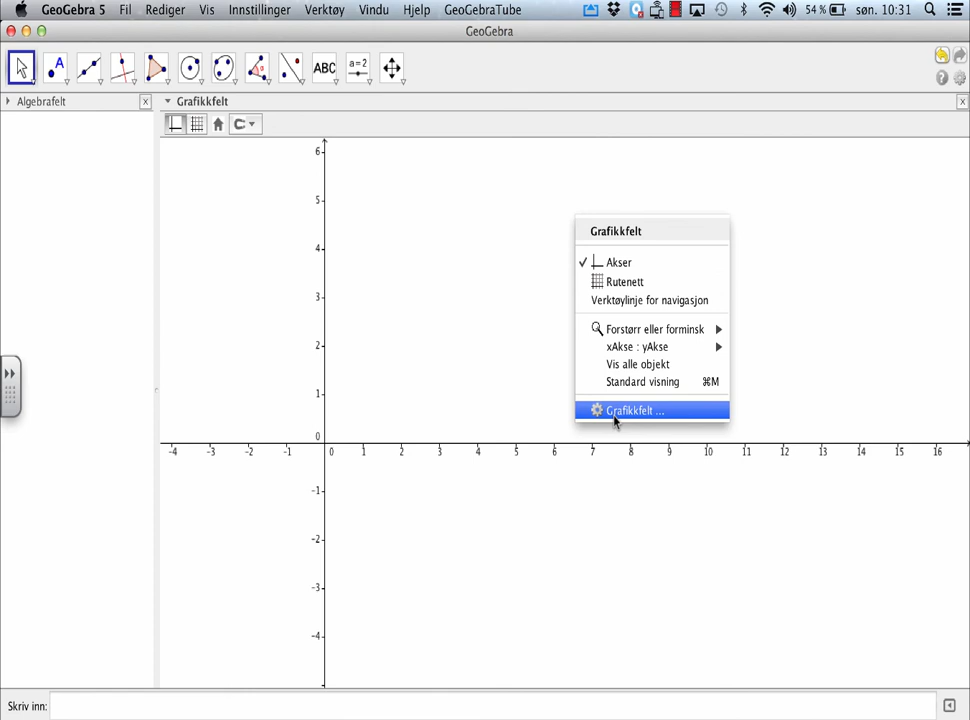 GeoGebra 5 Fil Rediger Vis Innstillinger Verktøy Vindu Hjelp GeoGebraTube 54 % søn. 10:31
GeoGebra
A α ABC a=2
Algebrafelt Grafikkfelt
Grafikkfelt
Akser
Rutenett
Verktøylinje for navigasjon
Forstørr eller forminsk
xAkse : yAkse
Vis alle objekt
Standard visning ⌘M
Grafikkfelt ...
6
5
4
3
2
1
0
-4 -3 -2 -1 0 1 2 3 4 5 6 7 8 9 10 11 12 13 14 15 16
-1
-2
-3
-4
Skriv inn: